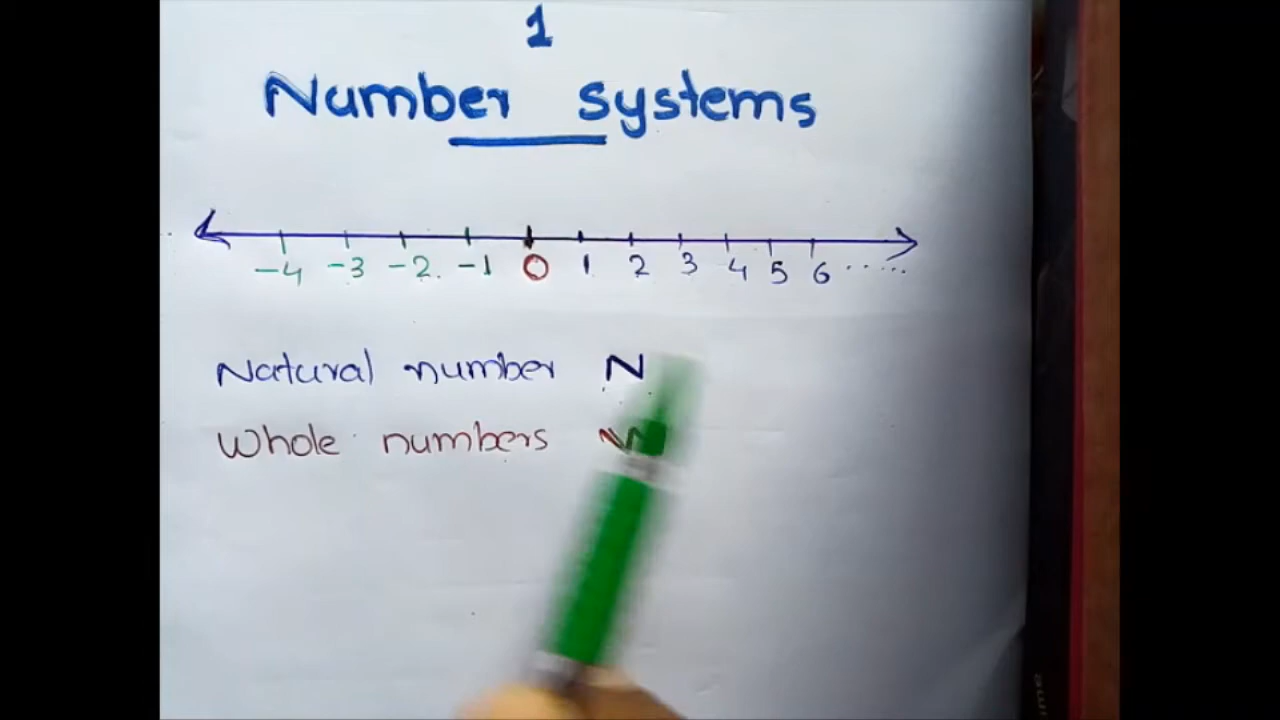 1
Number systems
-4 -3 -2 -1 0 1 2 3 4 5 6 ......
Natural number N
Whole numbers W